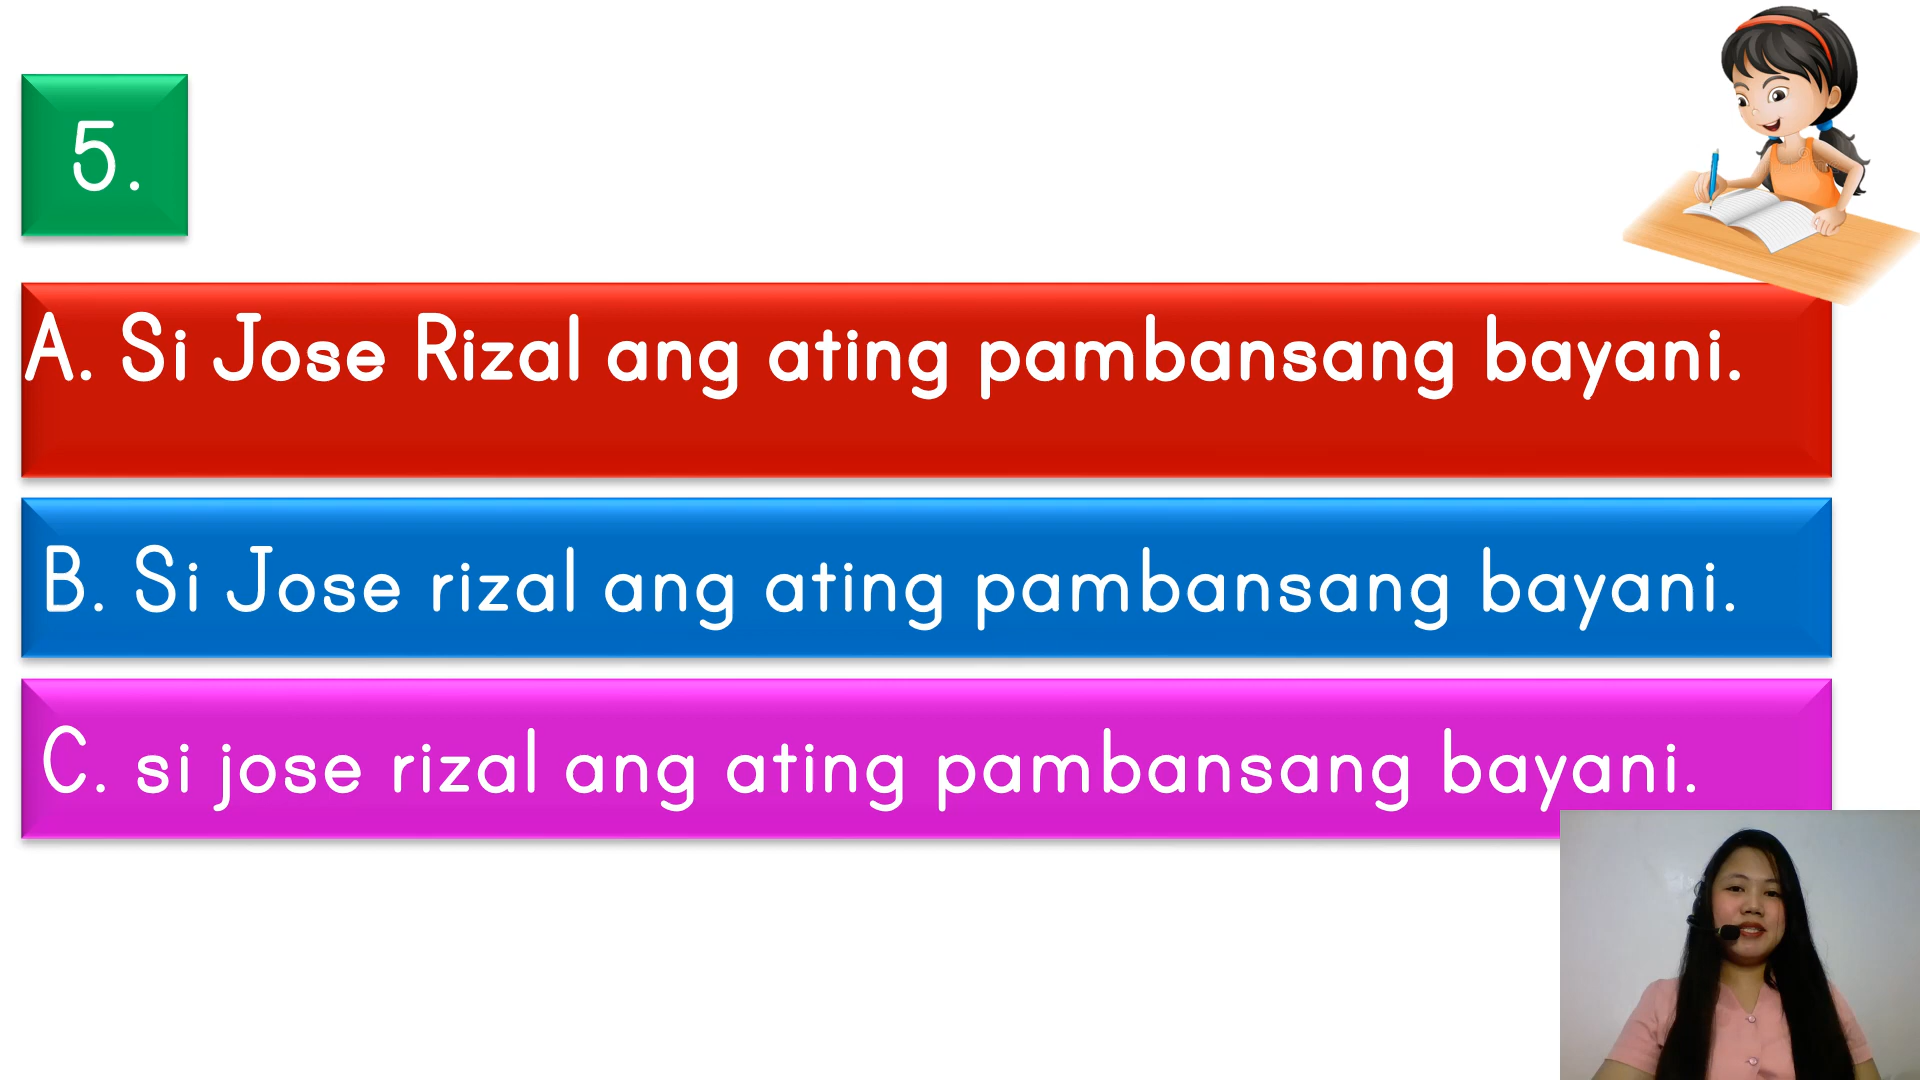 5.
A. Si Jose Rizal ang ating pambansang bayani.
B. Si Jose rizal ang ating pambansang bayani.
C. si jose rizal ang ating pambansang bayani.